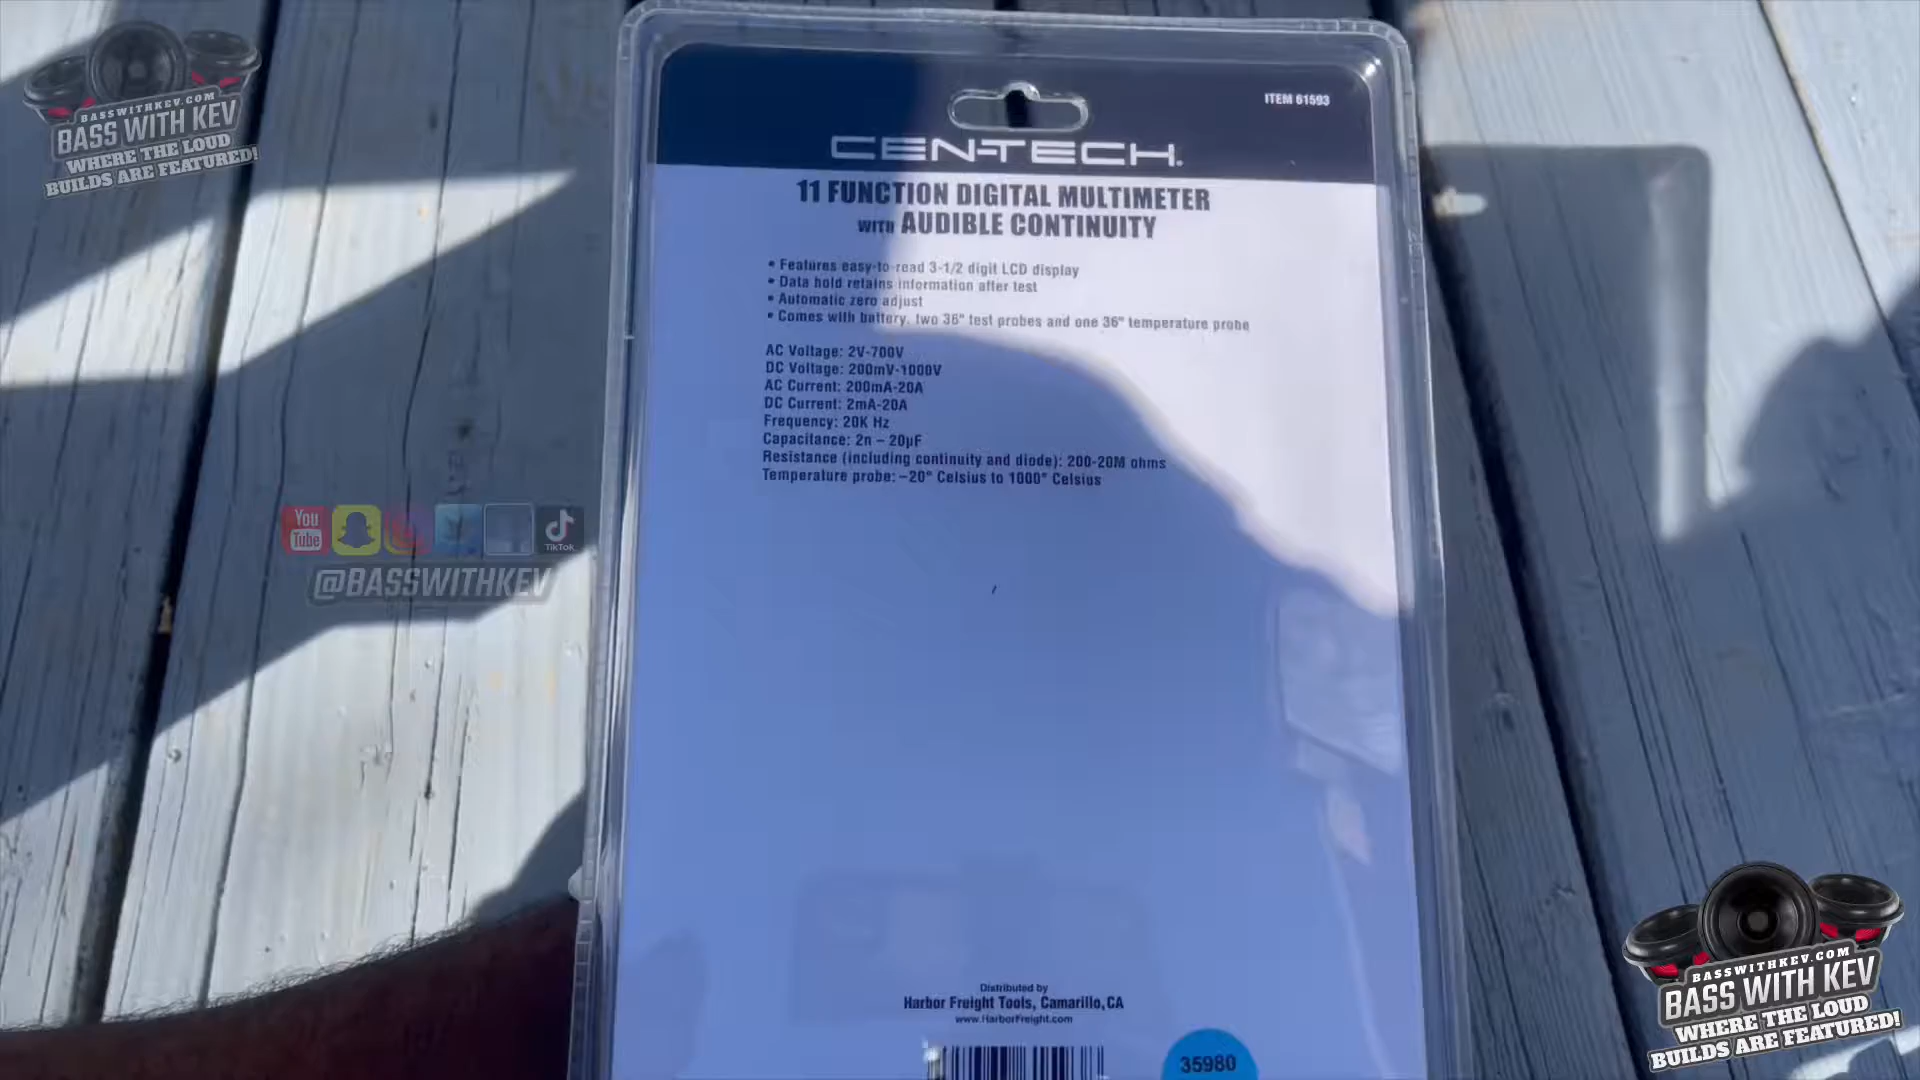 BASSWITHKEV.COM
BASS WITH KEV
WHERE THE LOUD
BUILDS ARE FEATURED!
ITEM 61593
CEN-TECH.
11 FUNCTION DIGITAL MULTIMETER
WITH AUDIBLE CONTINUITY
• Features easy-to-read 3-1/2 digit LCD display
• Data hold retains information after test
• Automatic zero adjust
• Comes with battery, two 36" test probes and one 36" temperature probe
AC Voltage: 2V-700V
DC Voltage: 200mV-1000V
AC Current: 200mA-20A
DC Current: 2mA-20A
Frequency: 20K Hz
Capacitance: 2n – 20µF
Resistance (including continuity and diode): 200-20M ohms
Temperature probe: –20° Celsius to 1000° Celsius
You Tube
TikTok
@BASSWITHKEV
Distributed by
Harbor Freight Tools, Camarillo, CA
www.HarborFreight.com
35980
BASSWITHKEV.COM
BASS WITH KEV
WHERE THE LOUD
BUILDS ARE FEATURED!